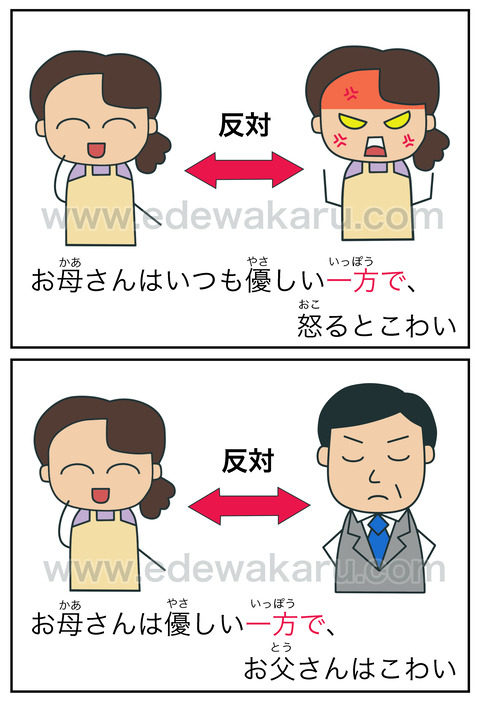 反対
www.edewakaru.com
かあ やさ いっぽう
お母さんはいつも優しい一方で、
おこ
怒るとこわい
反対
www.edewakaru.com
かあ やさ いっぽう
お母さんは優しい一方で、
とう
お父さんはこわい